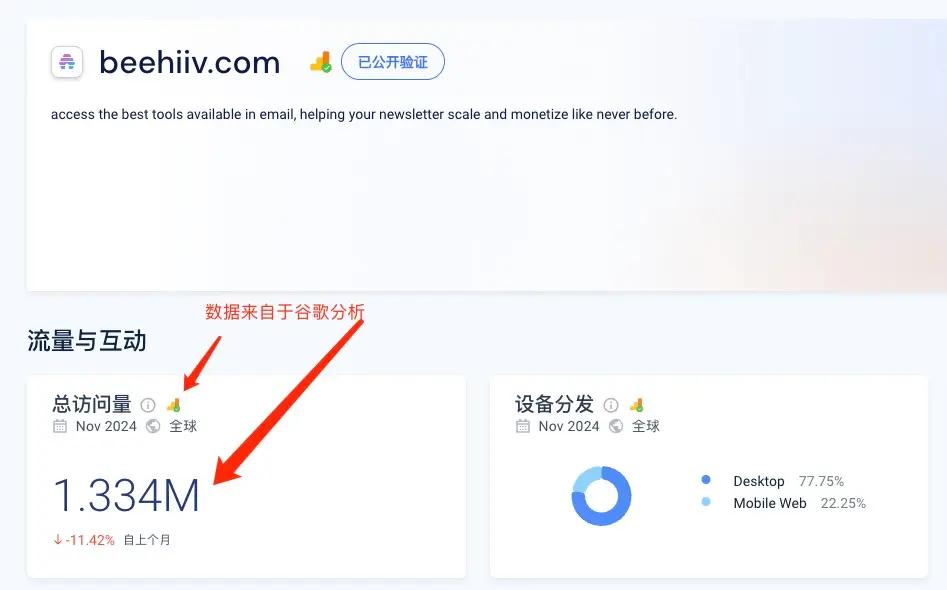 beehiiv.com 已公开验证
access the best tools available in email, helping your newsletter scale and monetize like never before.
数据来自于谷歌分析
流量与互动
总访问量
Nov 2024 全球
1.334M
↓ -11.42% 自上个月
设备分发
Nov 2024 全球
Desktop 77.75%
Mobile Web 22.25%